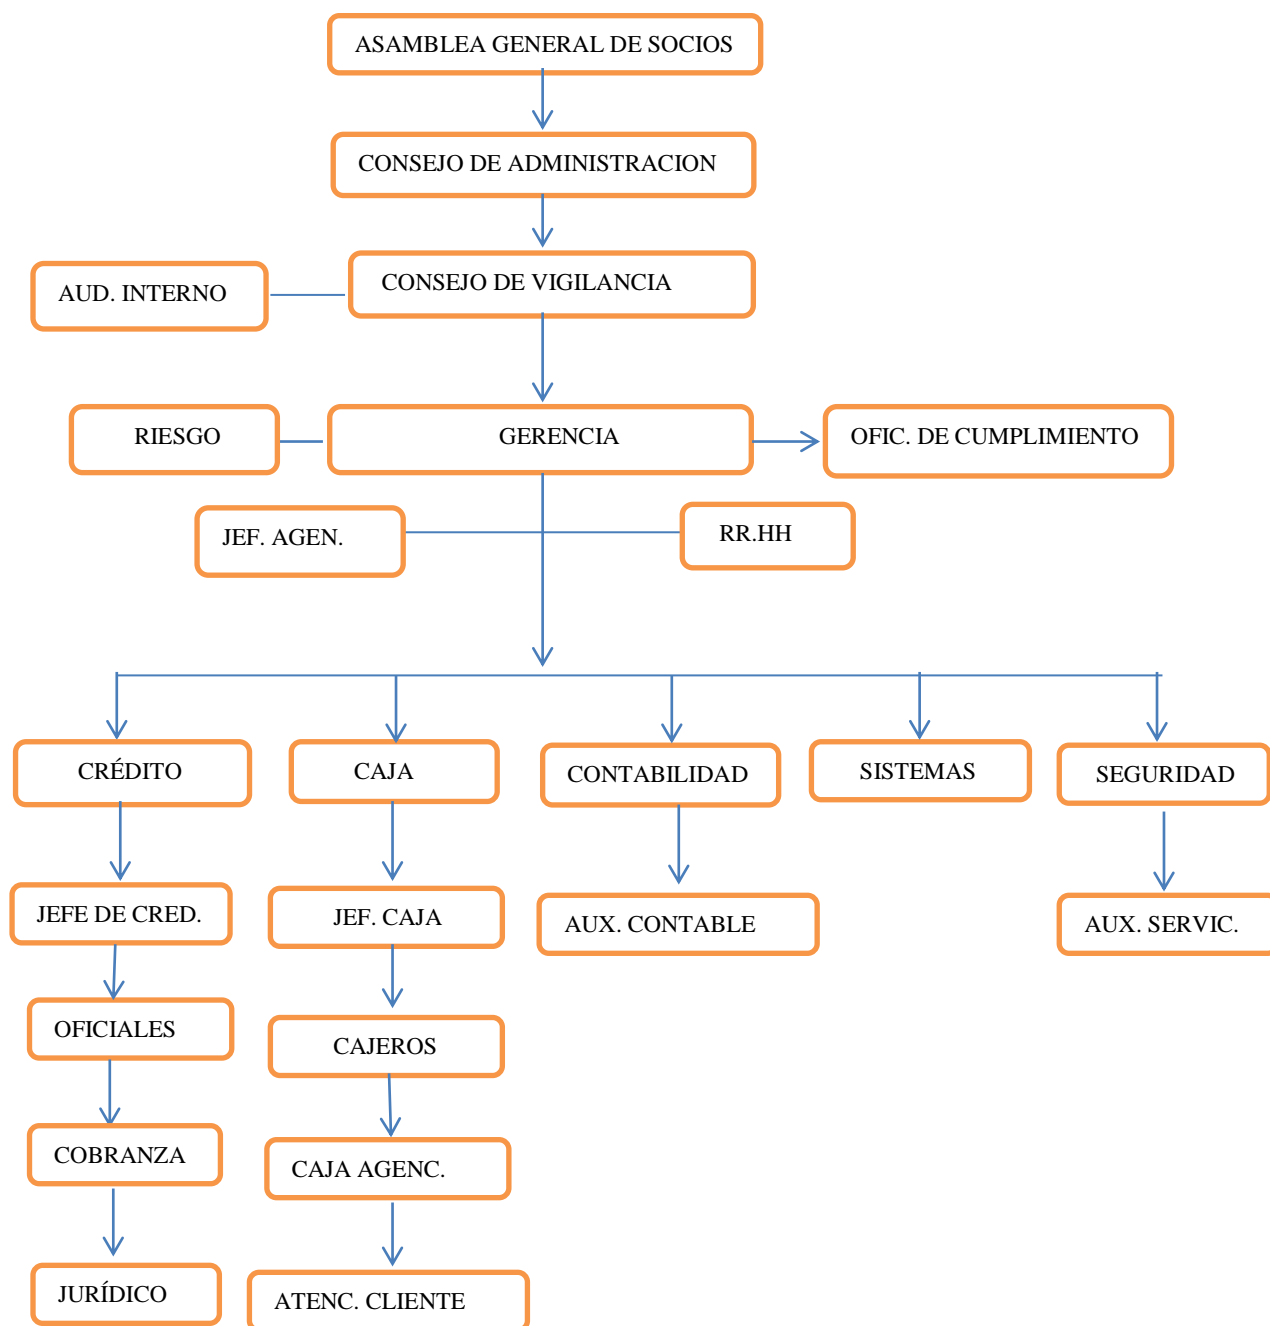 ASAMBLEA GENERAL DE SOCIOS
CONSEJO DE ADMINISTRACION
CONSEJO DE VIGILANCIA
AUD. INTERNO
RIESGO
GERENCIA
OFIC. DE CUMPLIMIENTO
JEF. AGEN.
RR.HH
CRÉDITO
CAJA
CONTABILIDAD
SISTEMAS
SEGURIDAD
JEFE DE CRED.
JEF. CAJA
AUX. CONTABLE
AUX. SERVIC.
OFICIALES
CAJEROS
COBRANZA
CAJA AGENC.
JURÍDICO
ATENC. CLIENTE